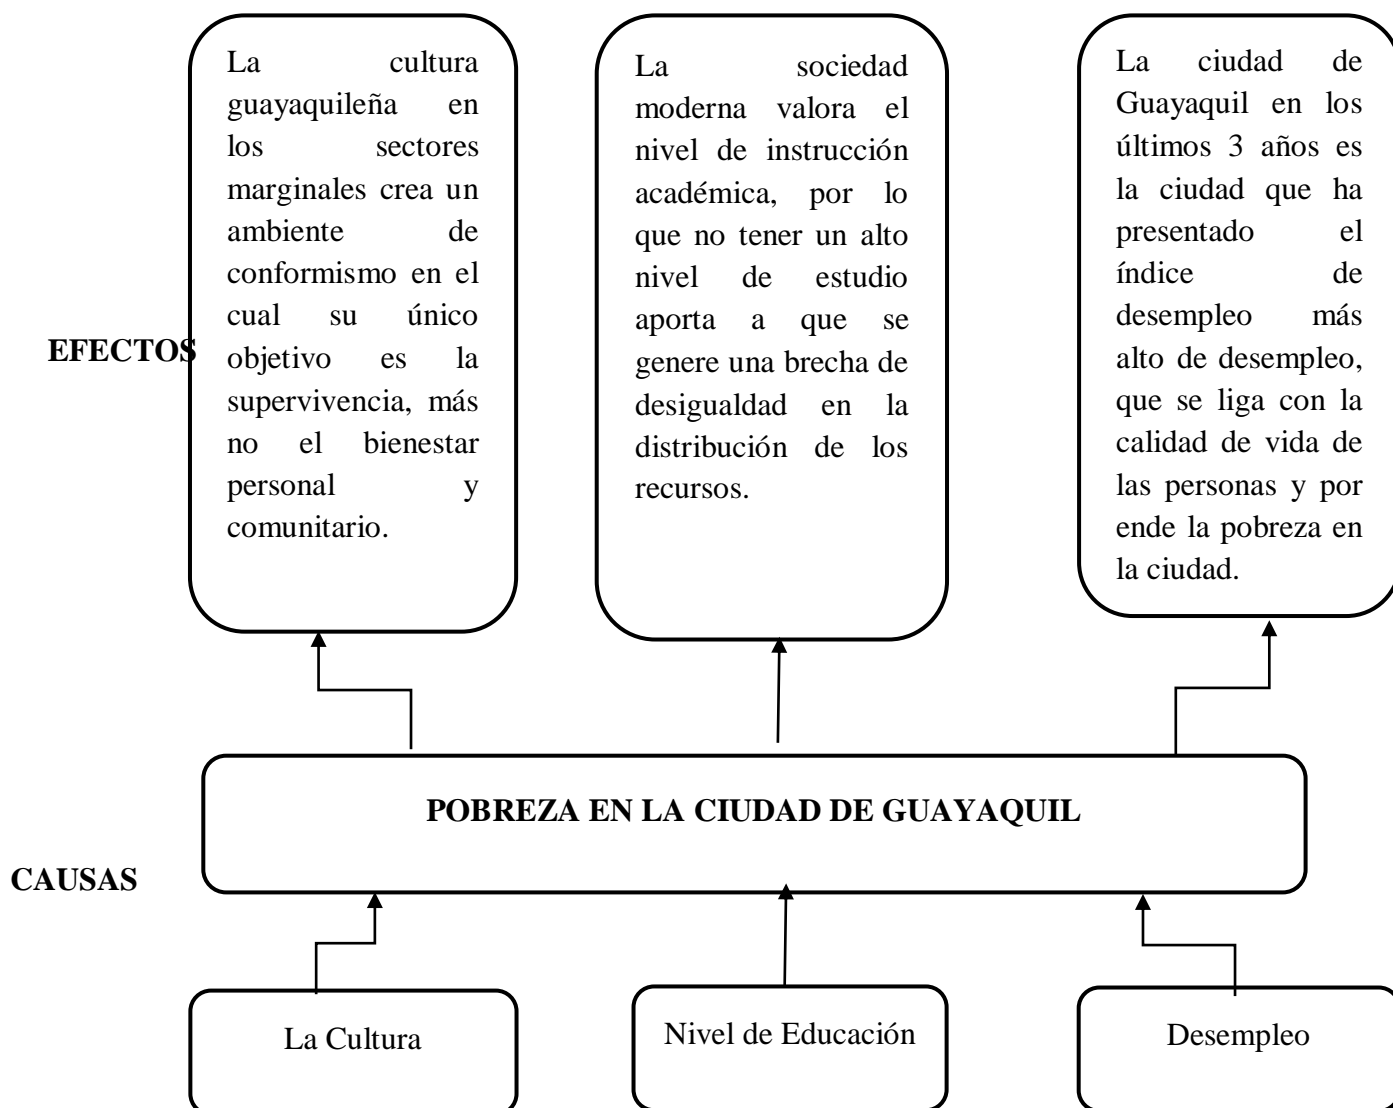 La cultura
guayaquileña en
los sectores
marginales crea un
ambiente de
conformismo en el
cual su único
objetivo es la
supervivencia, más
no el bienestar
personal y
comunitario.
La sociedad
moderna valora el
nivel de instrucción
académica, por lo
que no tener un alto
nivel de estudio
aporta a que se
genere una brecha de
desigualdad en la
distribución de los
recursos.
La ciudad de
Guayaquil en los
últimos 3 años es
la ciudad que ha
presentado el
índice de
desempleo más
alto de desempleo,
que se liga con la
calidad de vida de
las personas y por
ende la pobreza en
la ciudad.
EFECTOS
POBREZA EN LA CIUDAD DE GUAYAQUIL
CAUSAS
La Cultura
Nivel de Educación
Desempleo